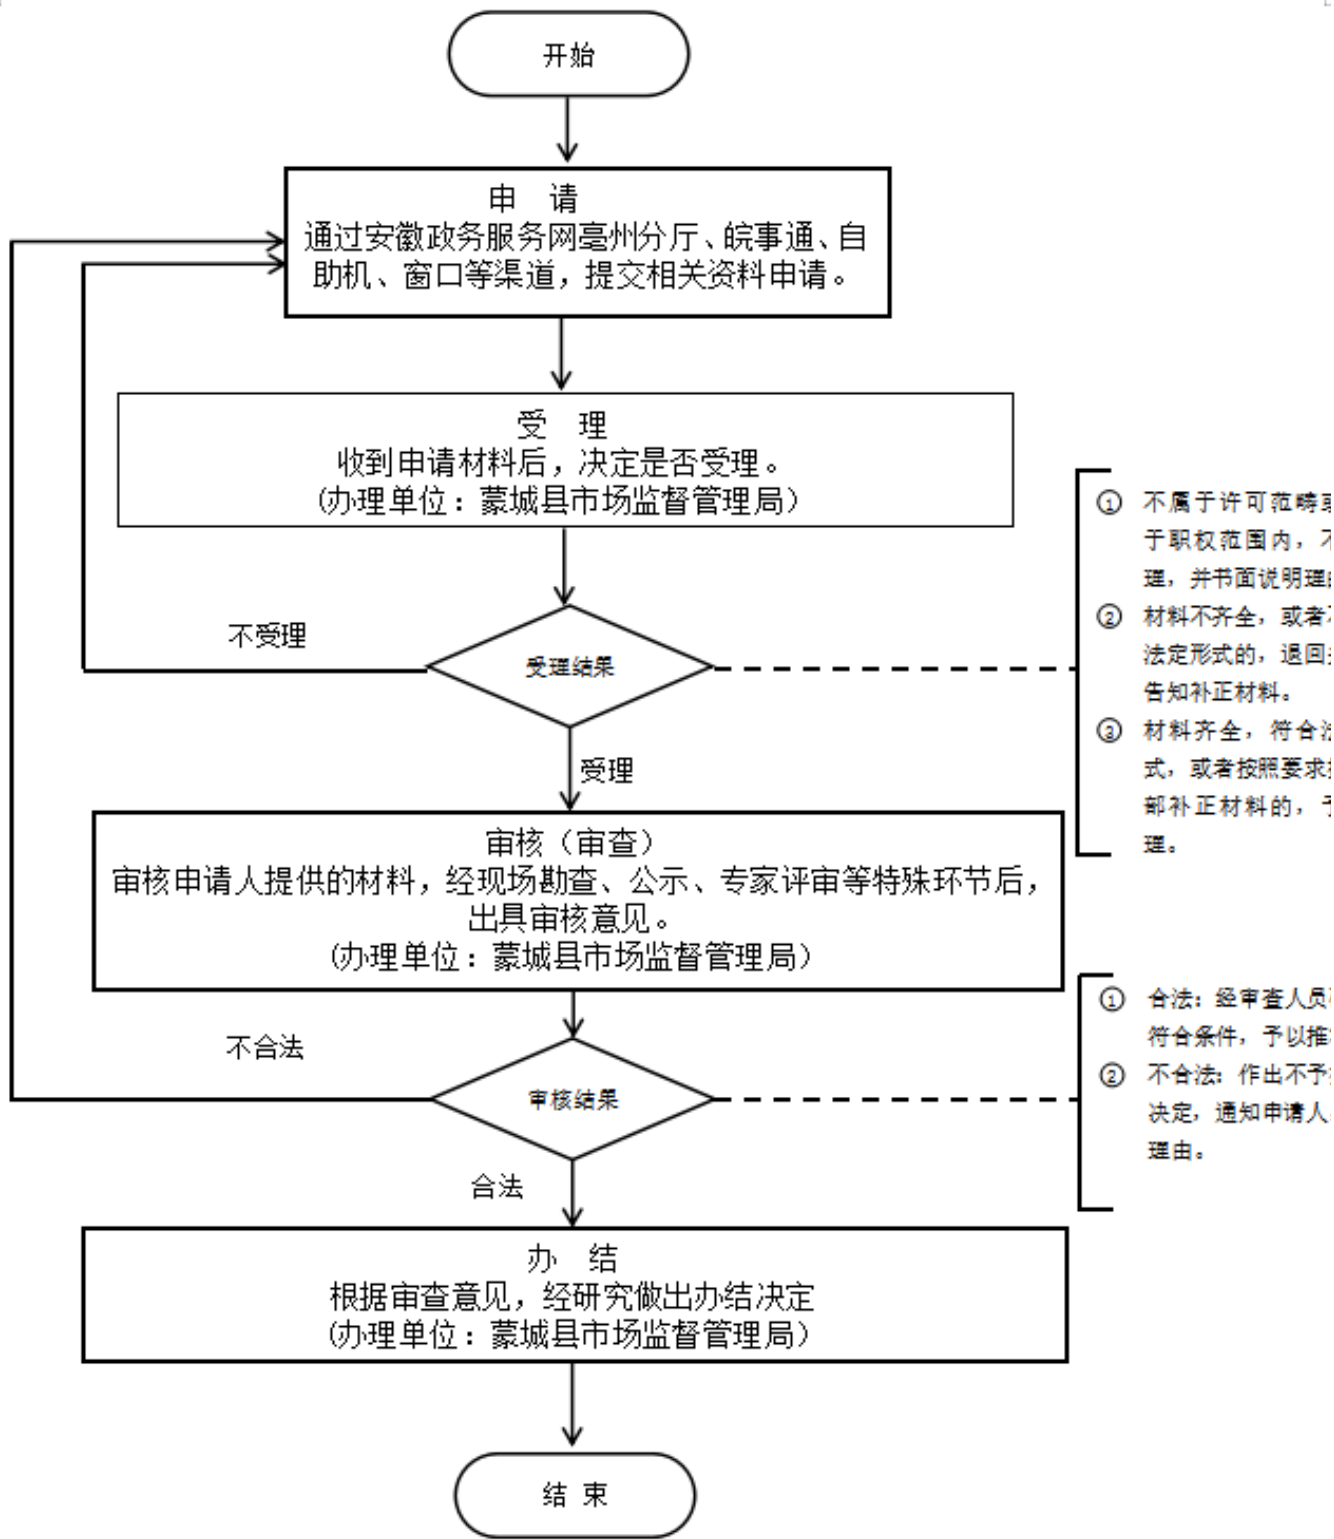 开始
申 请
通过安徽政务服务网亳州分厅、皖事通、自
助机、窗口等渠道，提交相关资料申请。
受 理
收到申请材料后，决定是否受理。
(办理单位：蒙城县市场监督管理局）
不受理
受理结果
受理
① 不属于许可范畴或
于职权范围内，不
理，并书面说明理
② 材料不齐全，或者
法定形式的，退回
告知补正材料。
③ 材料齐全，符合法
式，或者按照要求
部补正材料的，予
理。
审核（审查）
审核申请人提供的材料，经现场勘查、公示、专家评审等特殊环节后，
出具审核意见。
(办理单位：蒙城县市场监督管理局）
不合法
审核结果
合法
① 合法：经审查人员
符合条件，予以推
② 不合法：作出不予
决定，通知申请人
理由。
办 结
根据审查意见，经研究做出办结决定
(办理单位：蒙城县市场监督管理局）
结 束